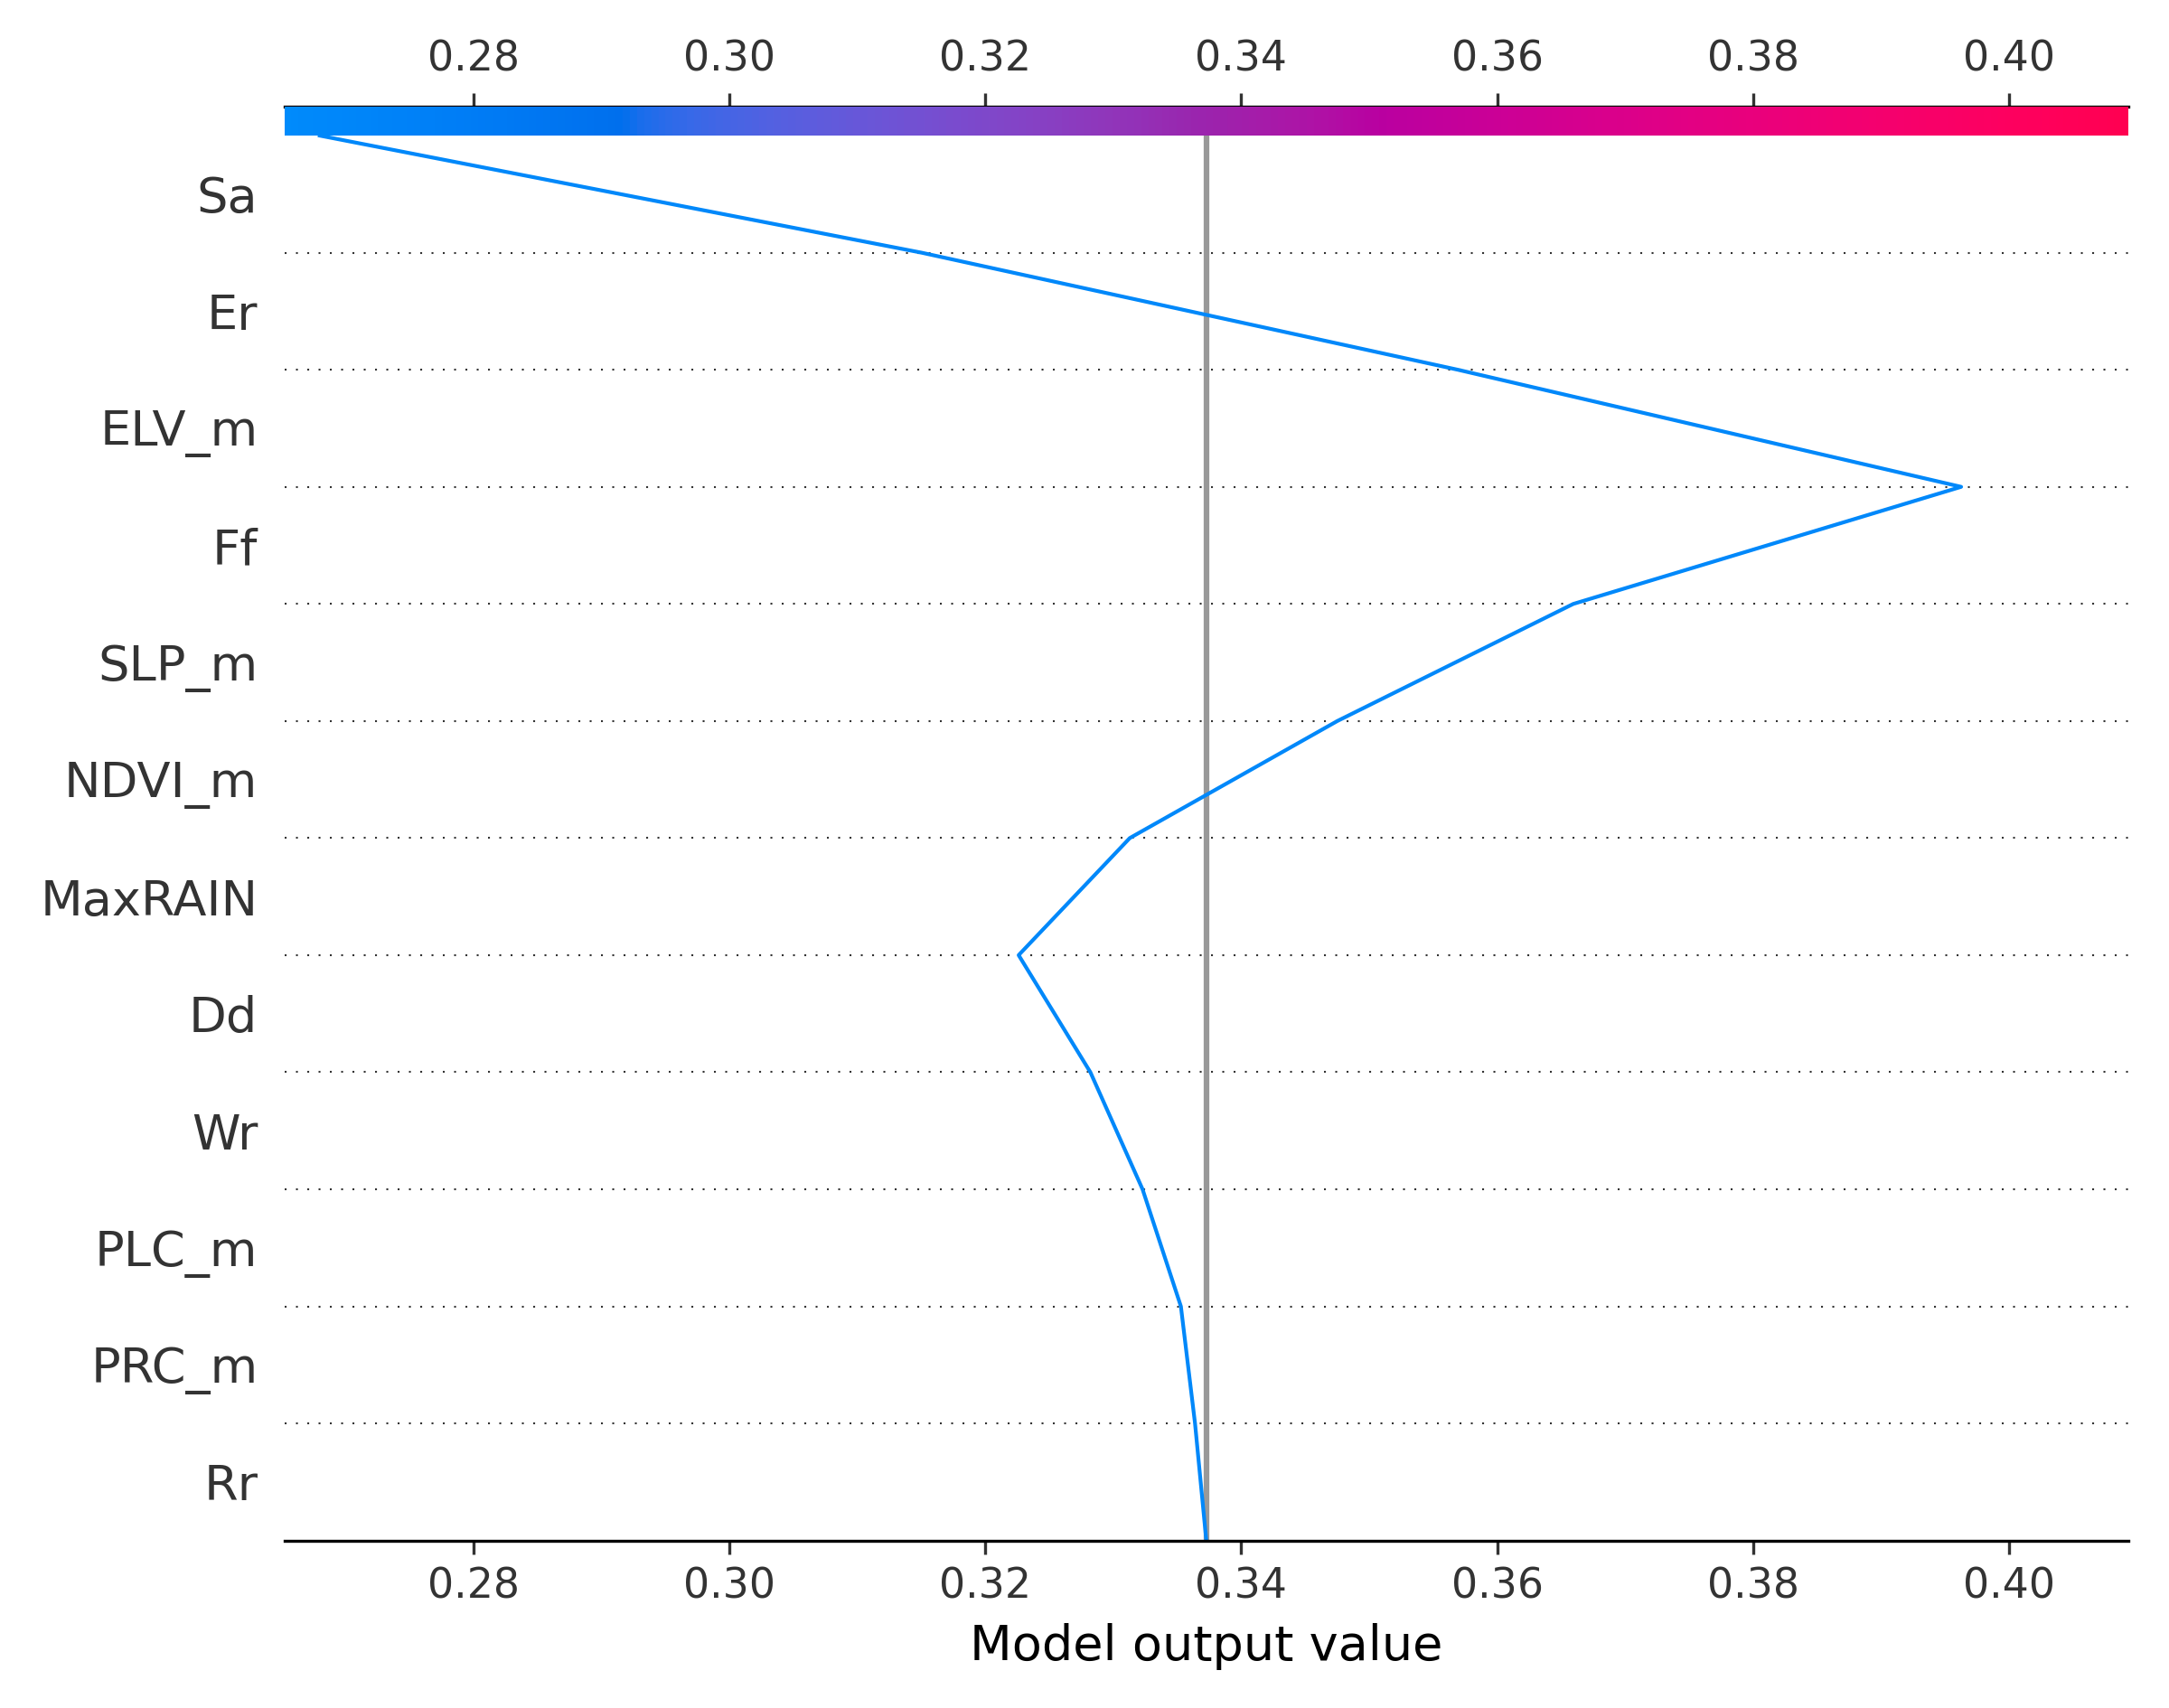 0.28 0.30 0.32 0.34 0.36 0.38 0.40
Sa
Er
ELV_m
Ff
SLP_m
NDVI_m
MaxRAIN
Dd
Wr
PLC_m
PRC_m
Rr
0.28 0.30 0.32 0.34 0.36 0.38 0.40
Model output value